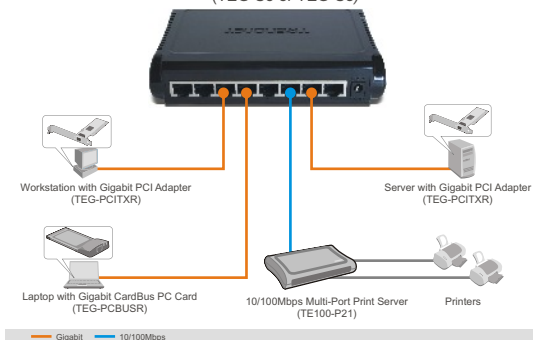 Workstation with Gigabit PCI Adapter
(TEG-PCITXR)
Server with Gigabit PCI Adapter
(TEG-PCITXR)
Laptop with Gigabit CardBus PC Card
(TEG-PCBUSR)
10/100Mbps Multi-Port Print Server
(TE100-P21)
Printers
Gigabit 10/100Mbps